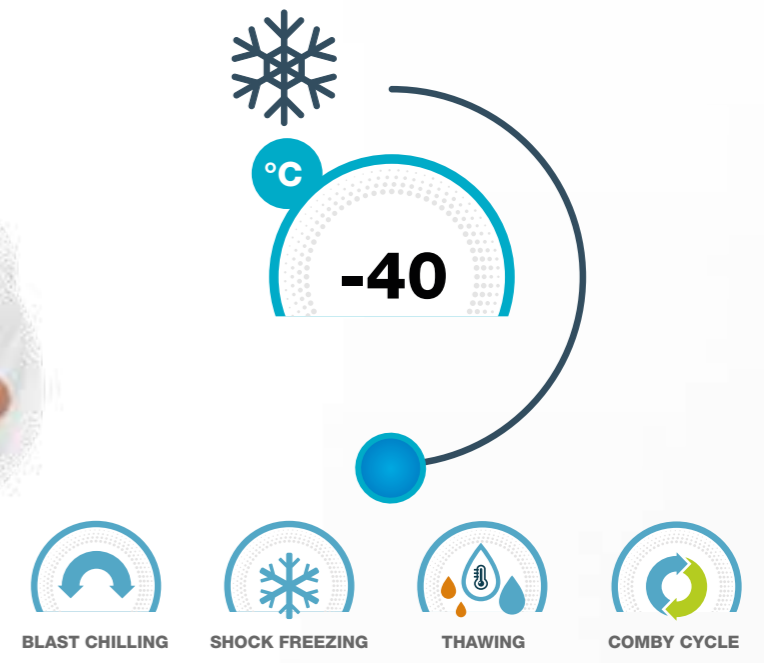 °C
-40
BLAST CHILLING
SHOCK FREEZING
THAWING
COMBY CYCLE